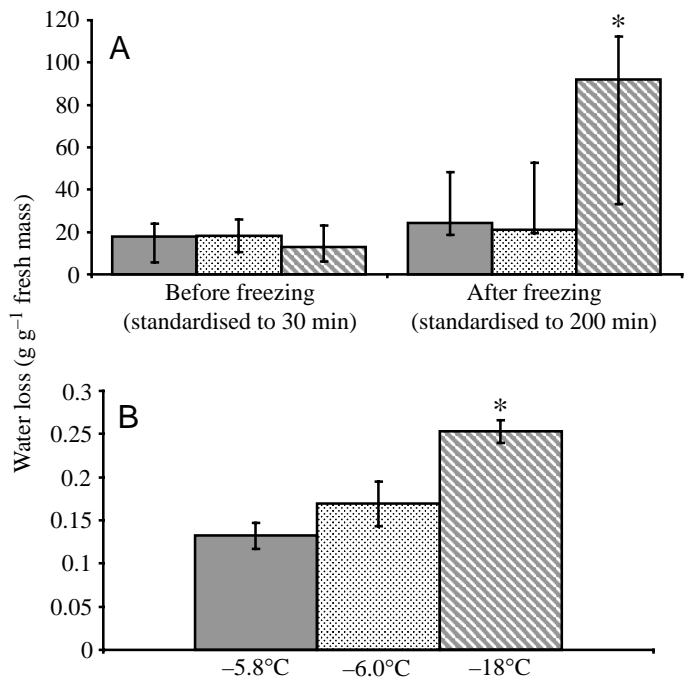 Water loss (g g–1 fresh mass)
A
120
100
80
60
40
20
0
*
Before freezing
(standardised to 30 min)
After freezing
(standardised to 200 min)
B
0.3
0.25
0.2
0.15
0.1
0.05
0
*
–5.8°C
–6.0°C
–18°C